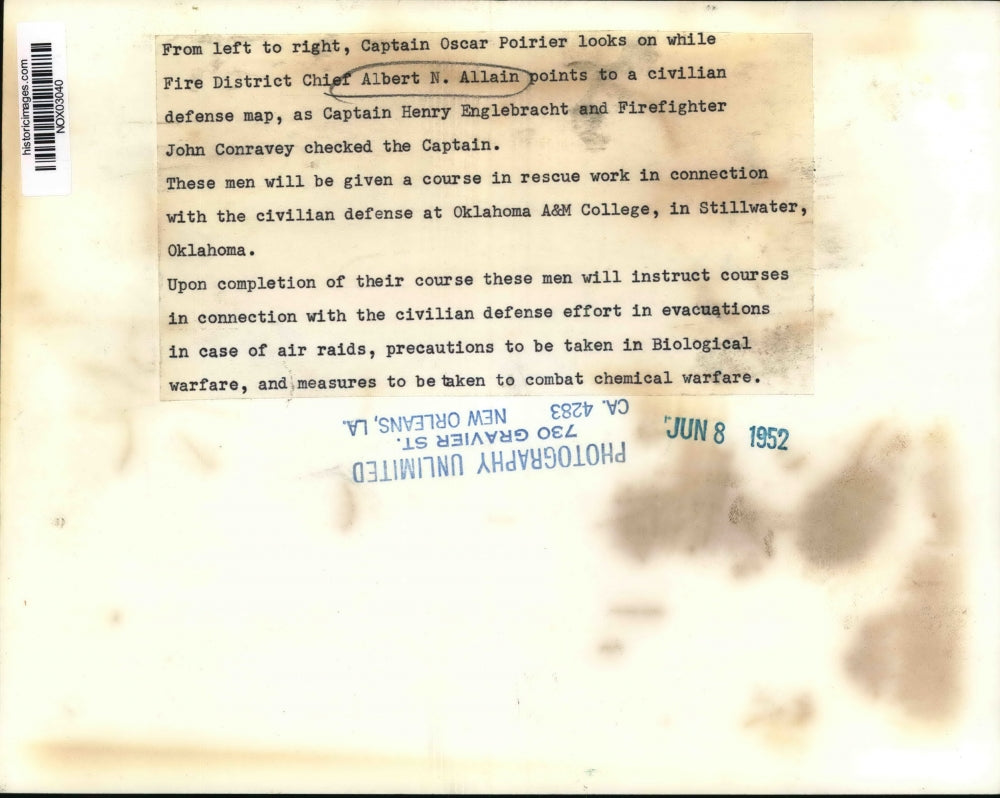 historicimages.com
NOX03040
From left to right, Captain Oscar Poirier looks on while
Fire District Chief Albert N. Allain points to a civilian
defense map, as Captain Henry Englebracht and Firefighter
John Conravey checked the Captain.
These men will be given a course in rescue work in connection
with the civilian defense at Oklahoma A&M College, in Stillwater,
Oklahoma.
Upon completion of their course these men will instruct courses
in connection with the civilian defense effort in evacuations
in case of air raids, precautions to be taken in Biological
warfare, and measures to be taken to combat chemical warfare.
JUN 8 1952
PHOTOGRAPHY UNLIMITED
730 GRAVIER ST.
CA. 4283 NEW ORLEANS, LA.